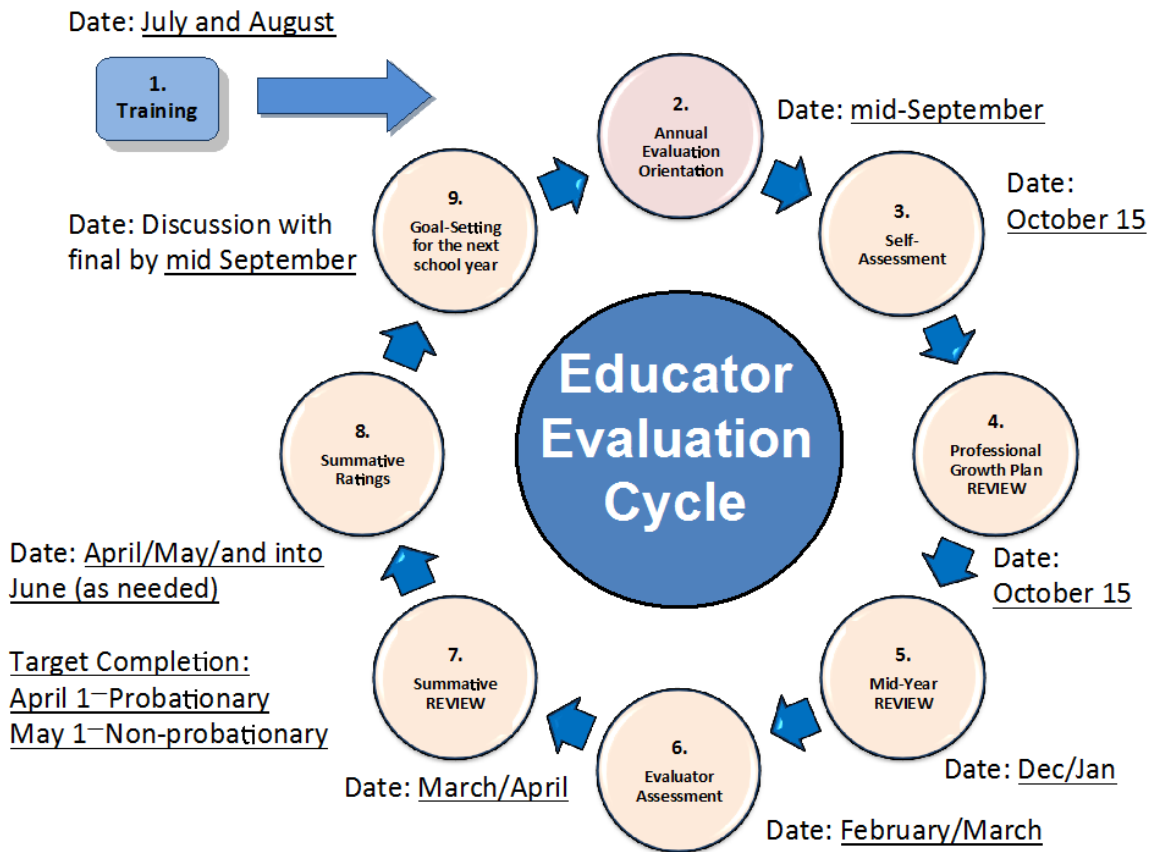 Date: July and August
1.
Training
2.
Annual
Evaluation
Orientation
Date: mid-September
3.
Self-
Assessment
Date:
October 15
4.
Professional
Growth Plan
REVIEW
Date:
October 15
5.
Mid-Year
REVIEW
Date: Dec/Jan
6.
Evaluator
Assessment
Date: February/March
7.
Summative
REVIEW
Date: March/April
8.
Summative
Ratings
Date: April/May/and into
June (as needed)
Target Completion:
April 1—Probationary
May 1—Non-probationary
9.
Goal-Setting
for the next
school year
Date: Discussion with
final by mid September
Educator
Evaluation
Cycle